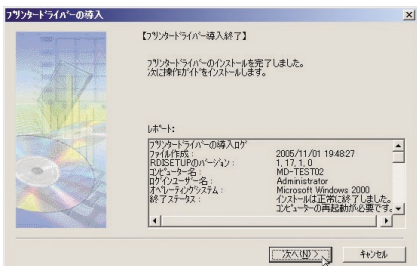 プリンタードライバーの導入
【プリンタードライバー導入終了】
プリンタードライバーのインストールを完了しました。
次に操作ガイドをインストールします。
レポート:
プリンタードライバーの導入ログ
ファイル作成: 2005/11/01 19:48:27
RDISETUPのバージョン: 1, 17, 1, 0
コンピューター名: MD-TEST02
ログインユーザー名: Administrator
オペレーティングシステム: Microsoft Windows 2000
終了ステータス: インストールは正常に終了しました。
コンピューターの再起動が必要です。
次へ(N) >
キャンセル